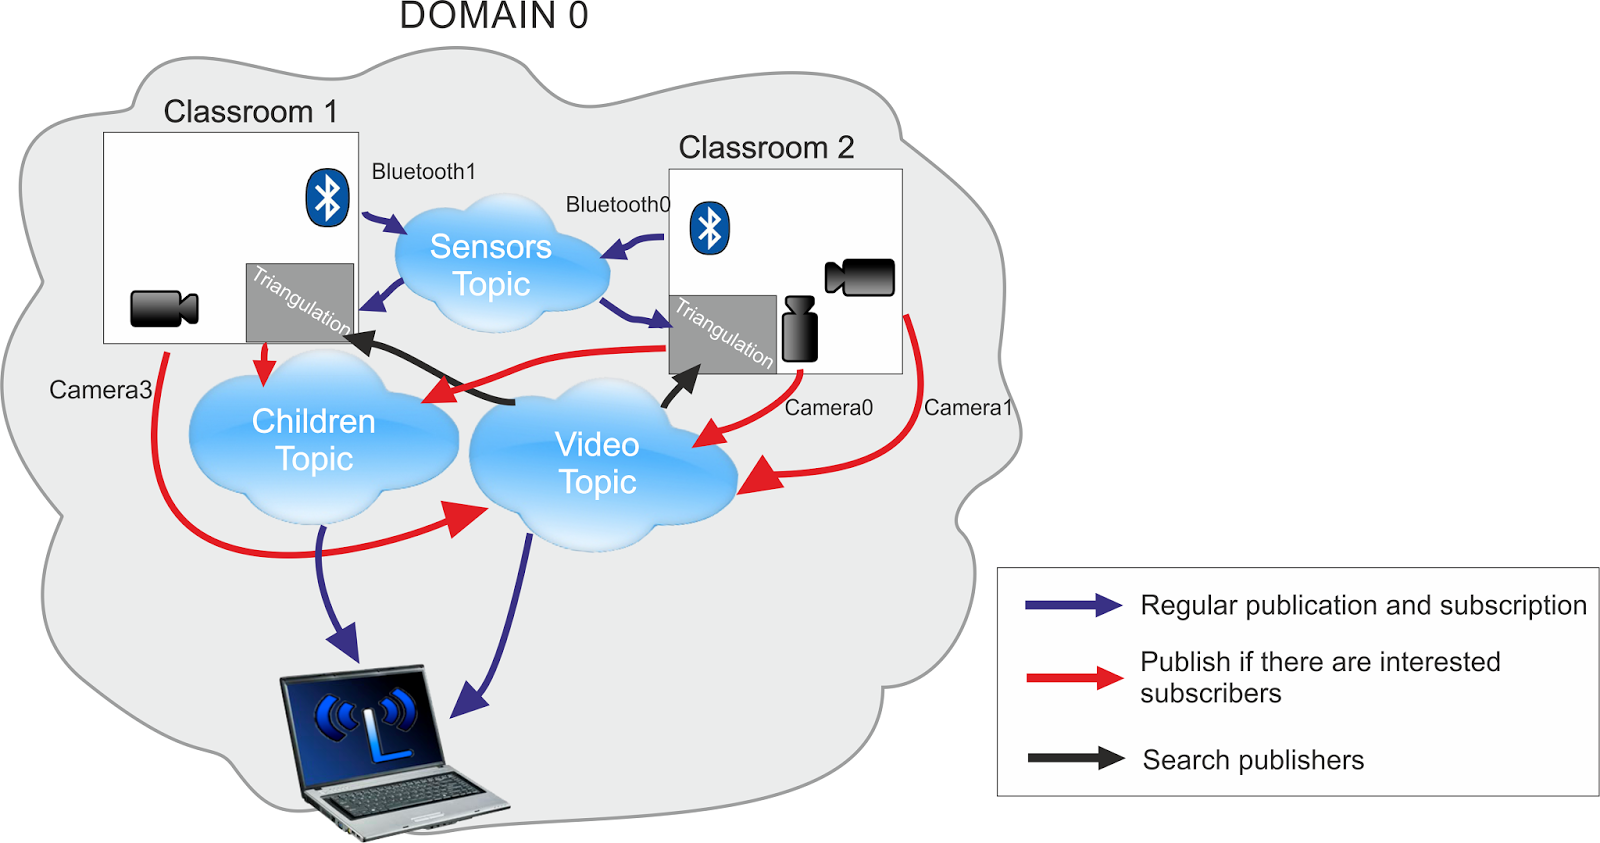 DOMAIN 0
Classroom 1
Classroom 2
Bluetooth1
Bluetooth0
Sensors
Topic
Triangulation
Triangulation
Camera3
Camera0
Camera1
Children
Topic
Video
Topic
L
Regular publication and subscription
Publish if there are interested
subscribers
Search publishers